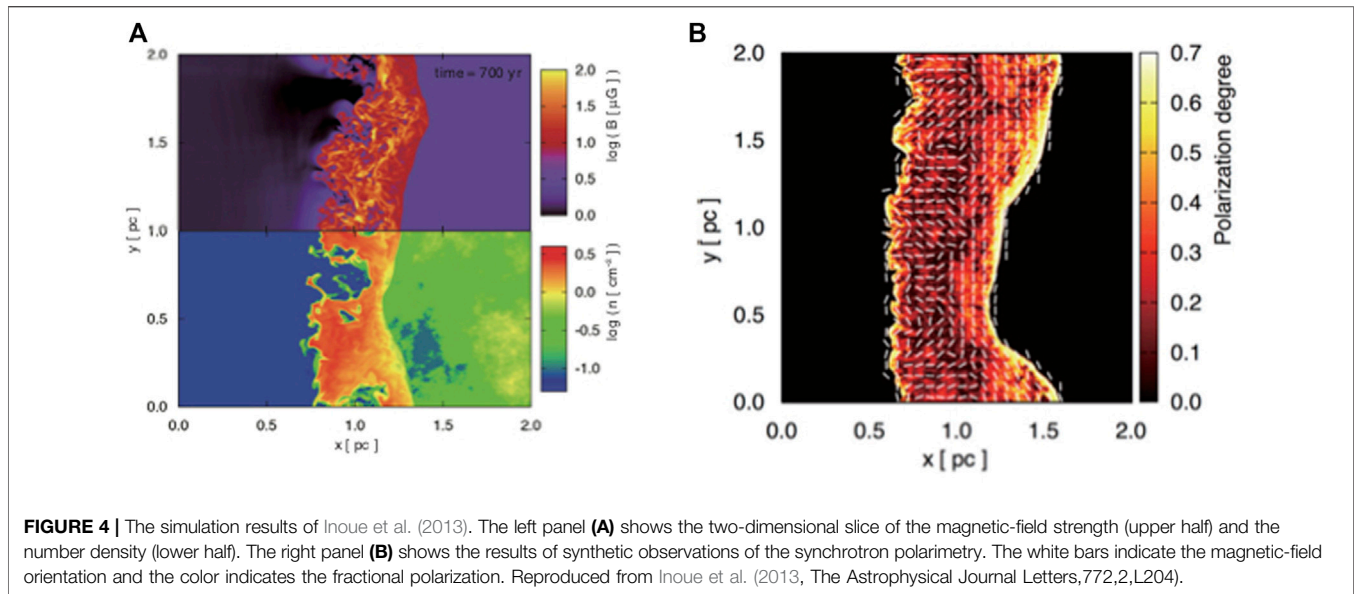 A
2.0
1.5
1.0
0.5
0.0
y [ pc ]
time = 700 yr
0.0
0.5
1.0
1.5
2.0
x [ pc ]
2.0
1.5
1.0
0.5
0.0
log ( B [ μG ] )
0.5
0.0
-0.5
-1.0
log ( n [ cm⁻³ ] )
B
2.0
1.5
1.0
0.5
0.0
y [ pc ]
0.0
0.5
1.0
1.5
2.0
x [ pc ]
0.7
0.6
0.5
0.4
0.3
0.2
0.1
0.0
Polarization degree
FIGURE 4 | The simulation results of Inoue et al. (2013). The left panel (A) shows the two-dimensional slice of the magnetic-field strength (upper half) and the
number density (lower half). The right panel (B) shows the results of synthetic observations of the synchrotron polarimetry. The white bars indicate the magnetic-field
orientation and the color indicates the fractional polarization. Reproduced from Inoue et al. (2013, The Astrophysical Journal Letters,772,2,L204).